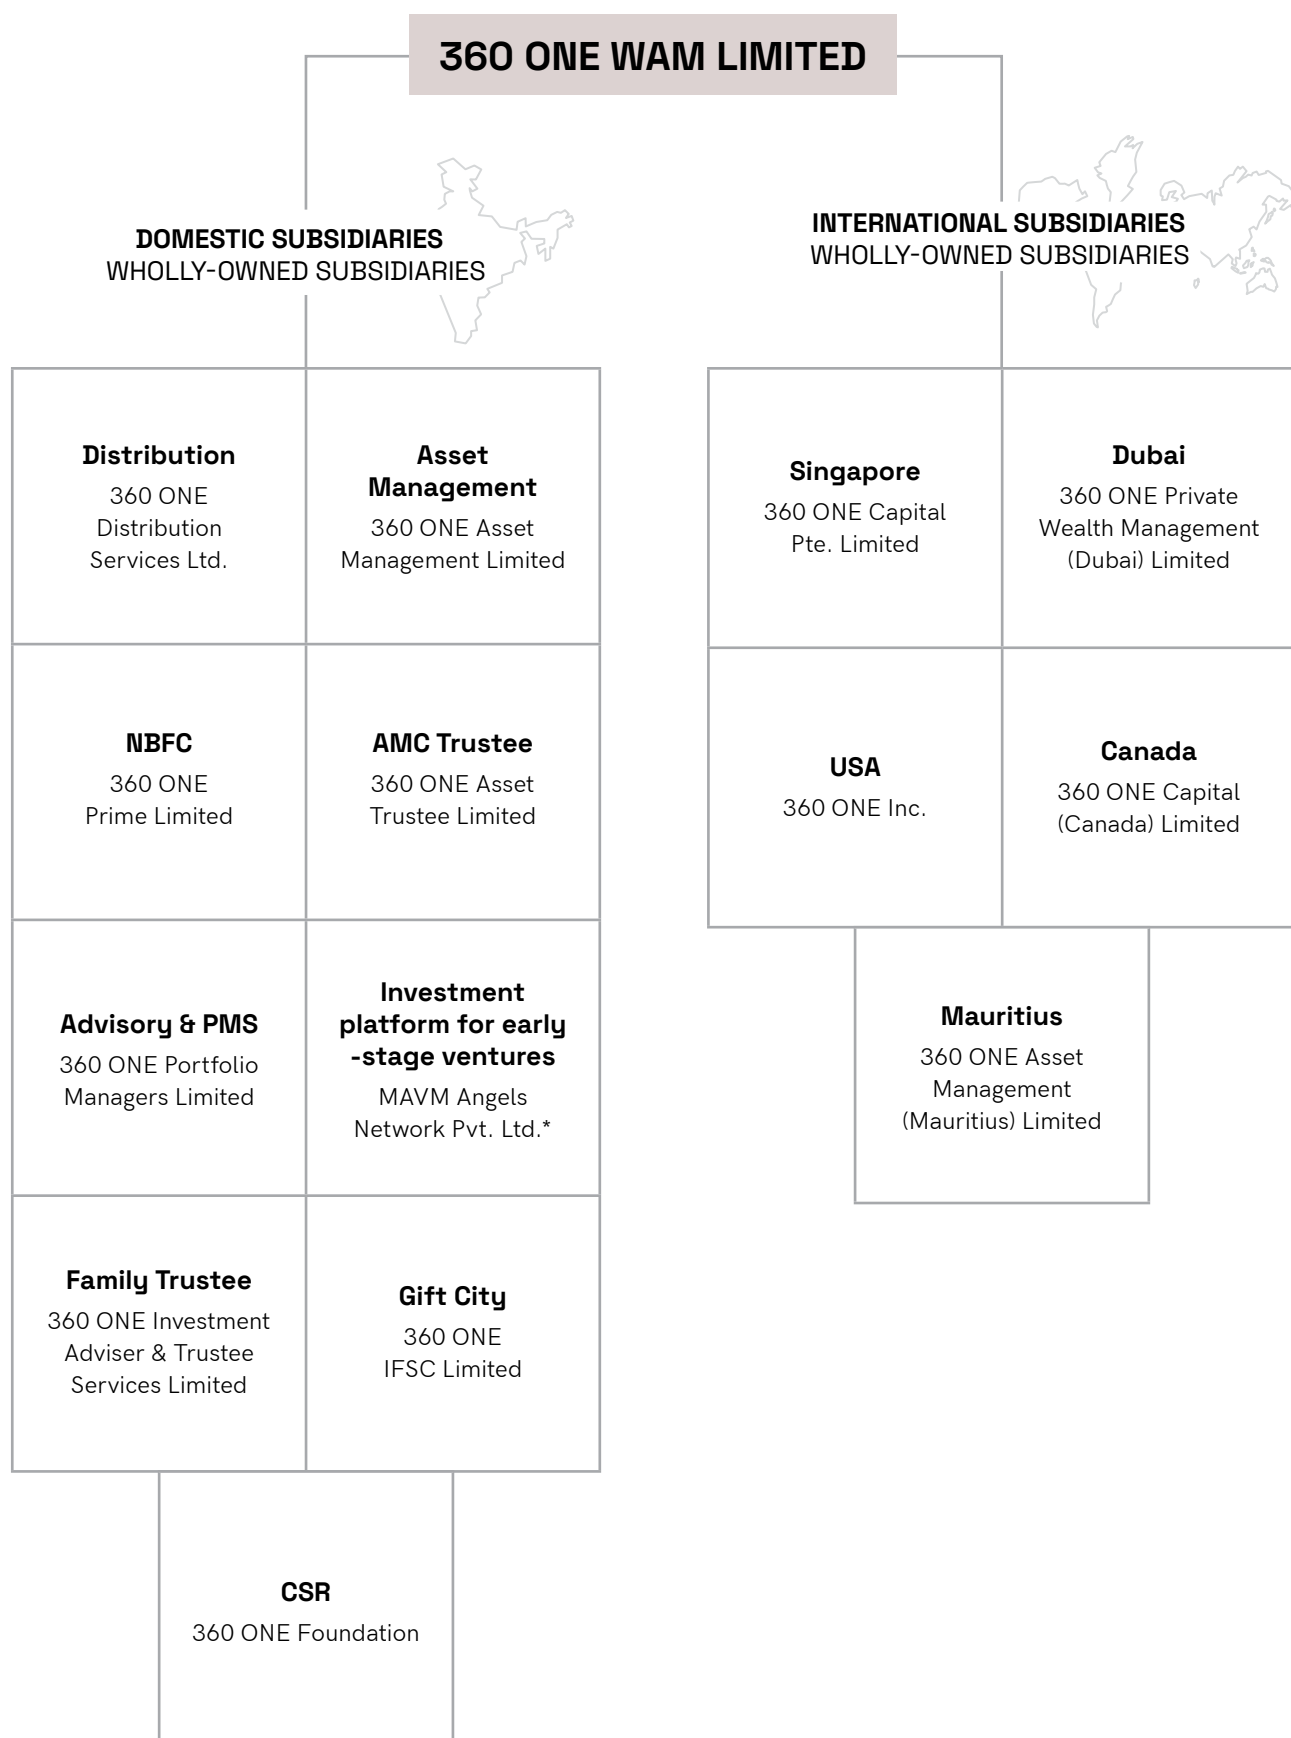 360 ONE WAM LIMITED
DOMESTIC SUBSIDIARIES
WHOLLY-OWNED SUBSIDIARIES
Distribution
360 ONE
Distribution
Services Ltd.
Asset
Management
360 ONE Asset
Management Limited
NBFC
360 ONE
Prime Limited
AMC Trustee
360 ONE Asset
Trustee Limited
Advisory & PMS
360 ONE Portfolio
Managers Limited
Investment
platform for early
-stage ventures
MAVM Angels
Network Pvt. Ltd.*
Family Trustee
360 ONE Investment
Adviser & Trustee
Services Limited
Gift City
360 ONE
IFSC Limited
CSR
360 ONE Foundation
INTERNATIONAL SUBSIDIARIES
WHOLLY-OWNED SUBSIDIARIES
Singapore
360 ONE Capital
Pte. Limited
Dubai
360 ONE Private
Wealth Management
(Dubai) Limited
USA
360 ONE Inc.
Canada
360 ONE Capital
(Canada) Limited
Mauritius
360 ONE Asset
Management
(Mauritius) Limited